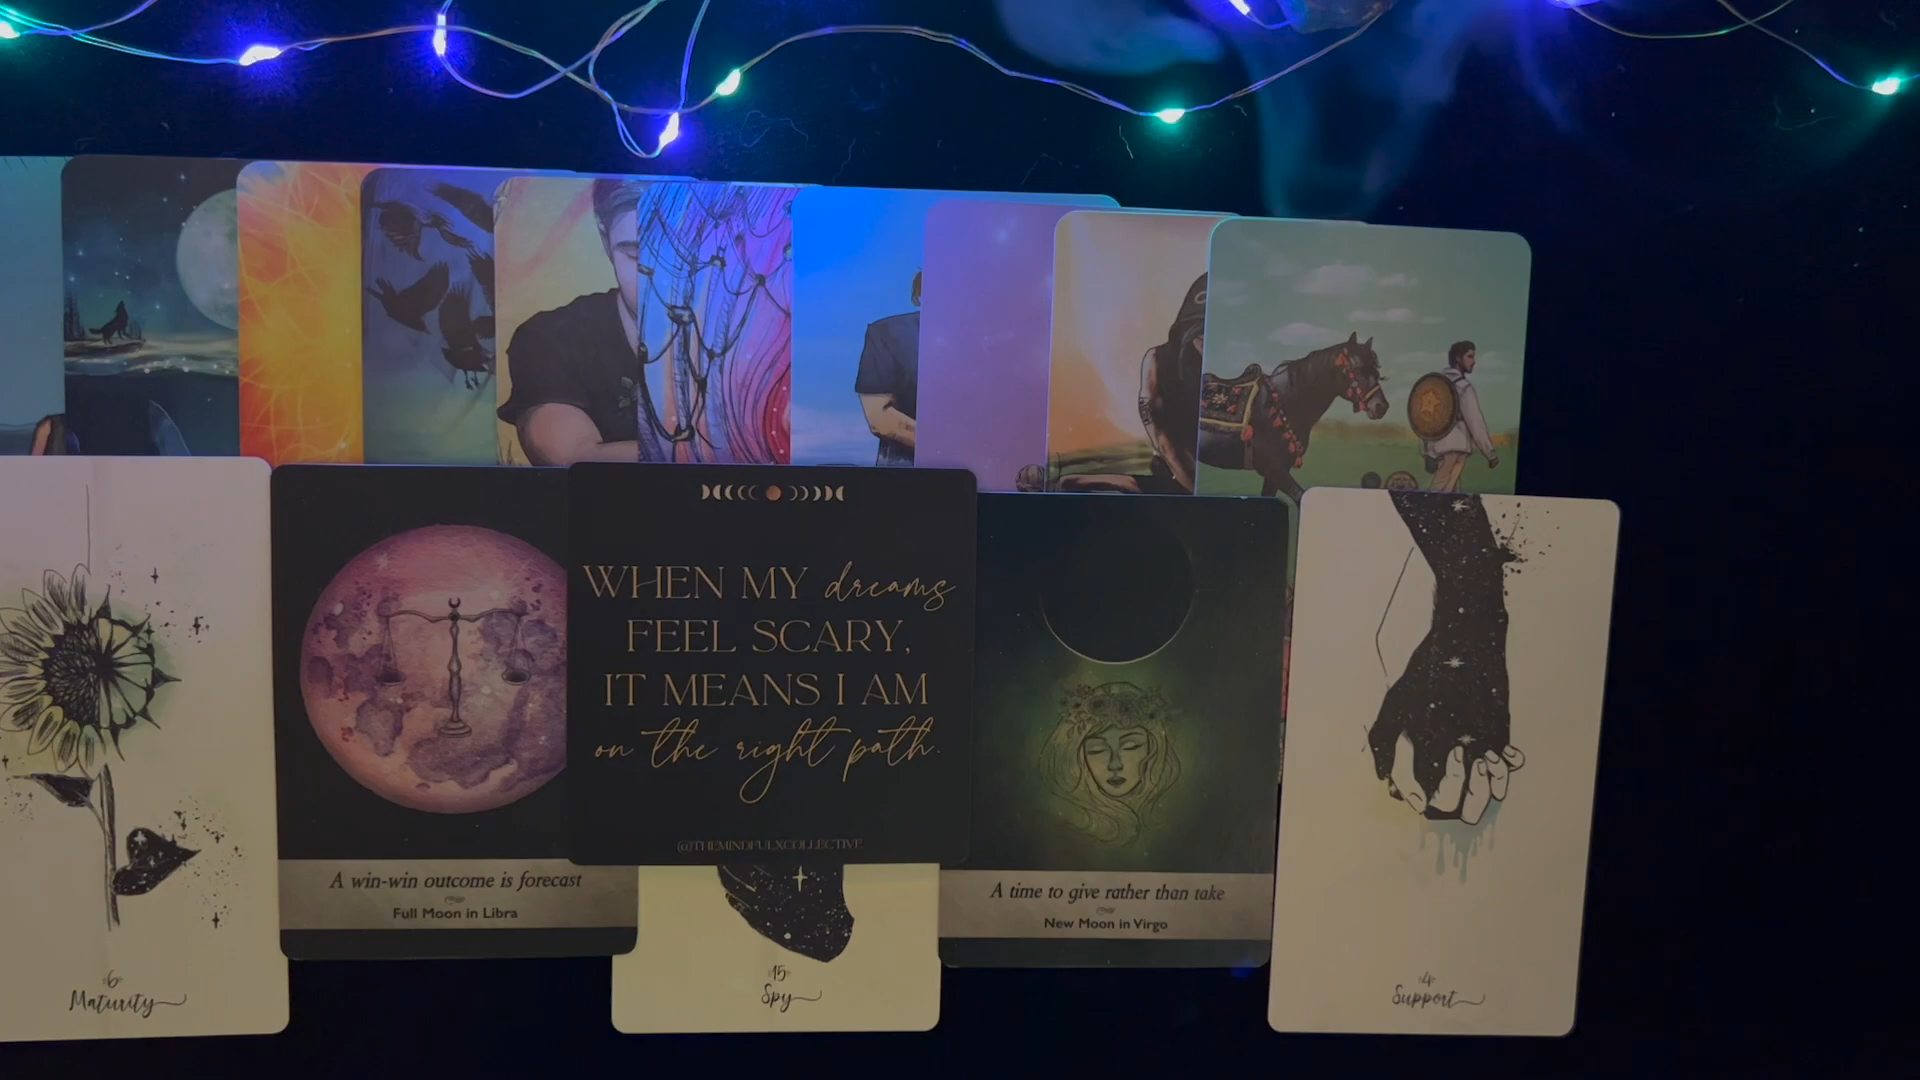 WHEN MY dreams
FEEL SCARY,
IT MEANS I AM
on the right path.
@THEMINDFULXCOLLECTIVE
A win-win outcome is forecast
Full Moon in Libra
A time to give rather than take
New Moon in Virgo
6
Maturity
15
Spy
4
Support